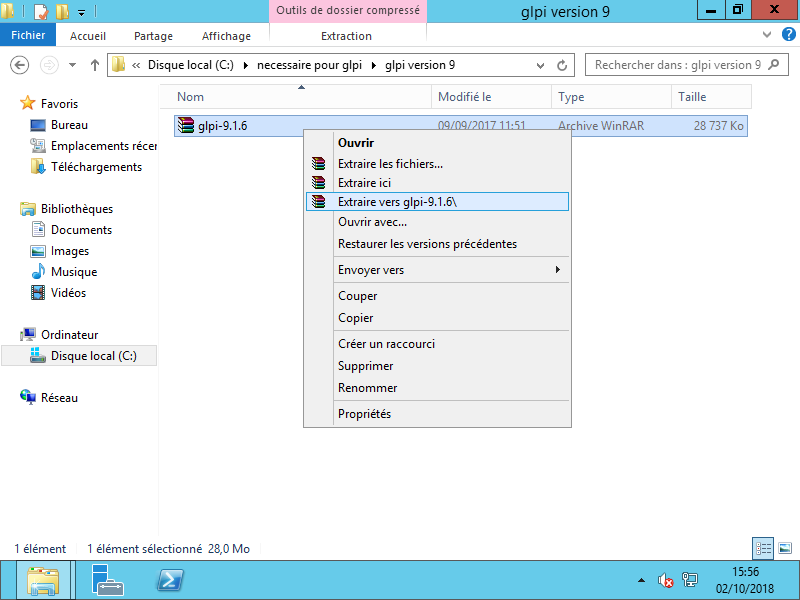 Outils de dossier compressé
glpi version 9
Fichier
Accueil
Partage
Affichage
Extraction
« Disque local (C:) ▸ necessaire pour glpi ▸ glpi version 9
Rechercher dans : glpi version 9
Nom
Modifié le
Type
Taille
glpi-9.1.6
09/09/2017 11:51
Archive WinRAR
28 737 Ko
Favoris
Bureau
Emplacements récer
Téléchargements
Bibliothèques
Documents
Images
Musique
Vidéos
Ordinateur
Disque local (C:)
Réseau
Ouvrir
Extraire les fichiers...
Extraire ici
Extraire vers glpi-9.1.6\
Ouvrir avec...
Restaurer les versions précédentes
Envoyer vers
Couper
Copier
Créer un raccourci
Supprimer
Renommer
Propriétés
1 élément
1 élément sélectionné 28,0 Mo
15:56
02/10/2018